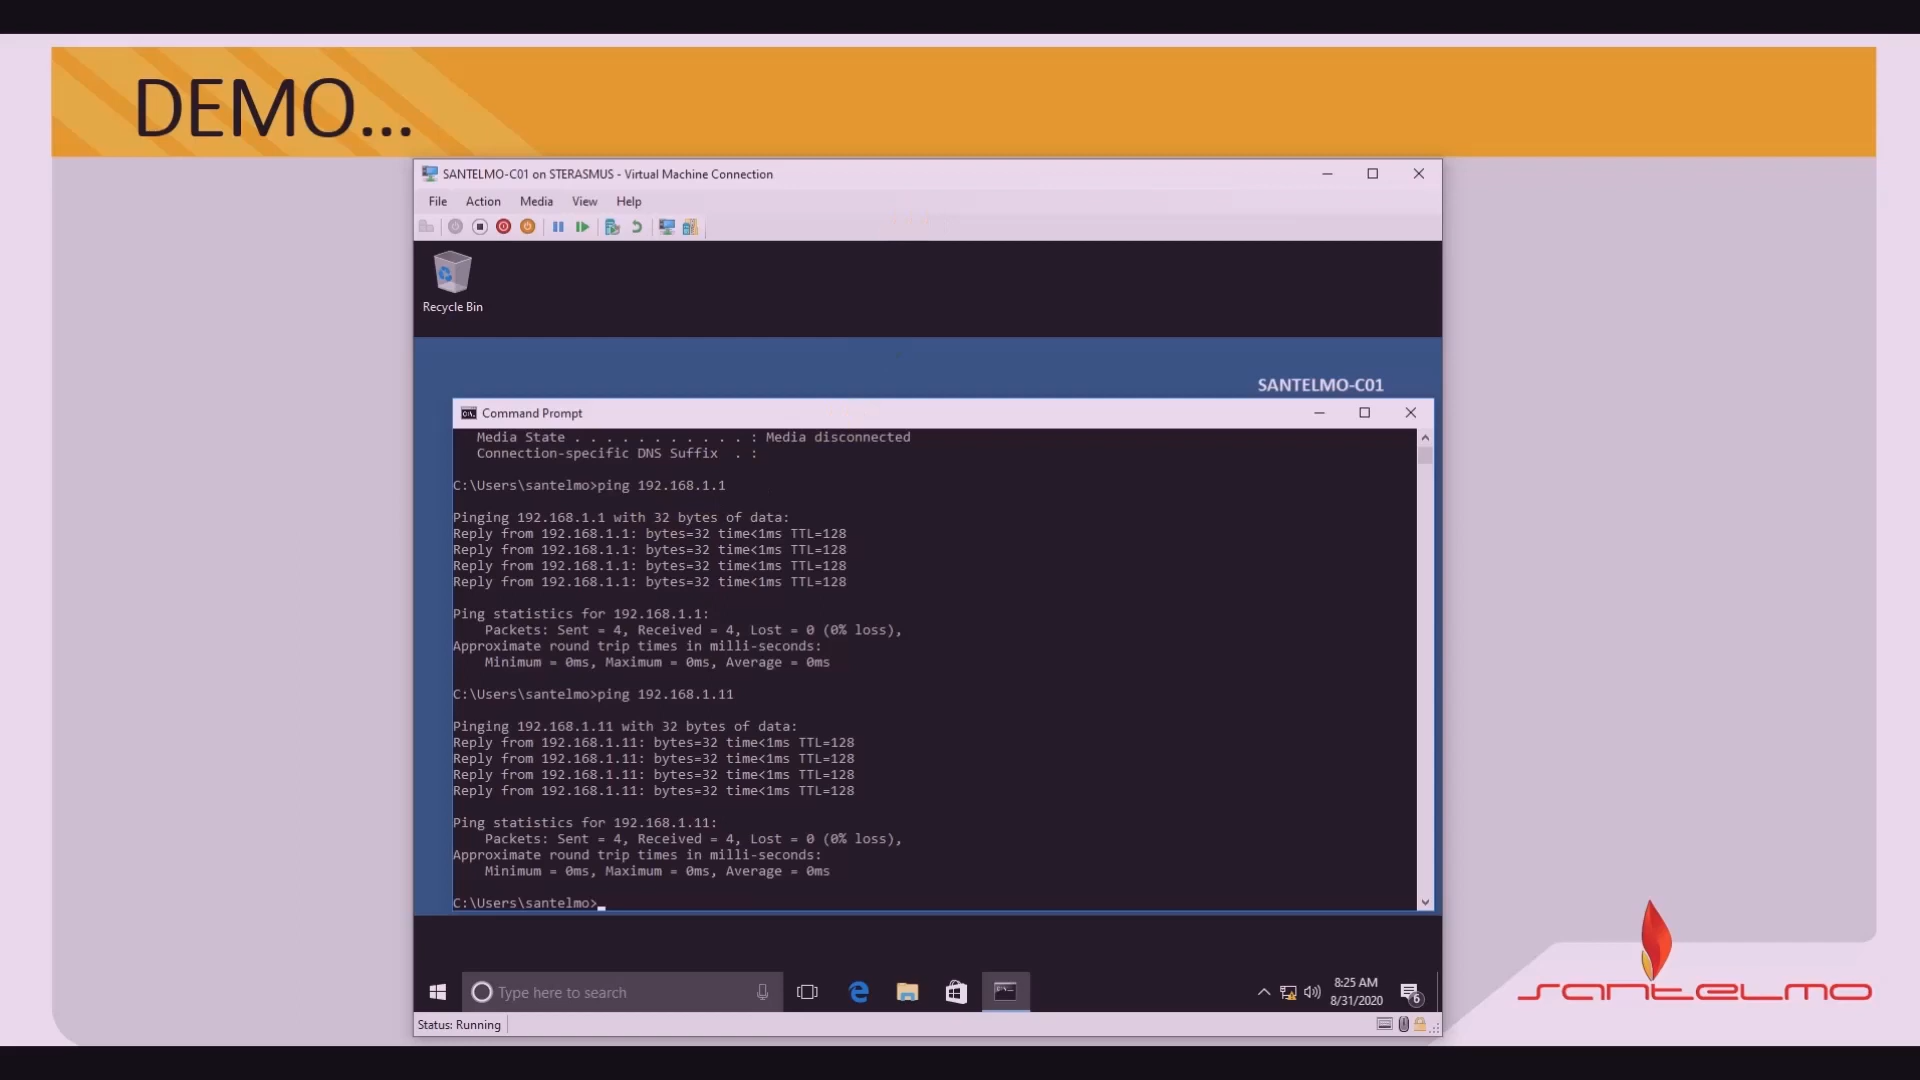 DEMO...
SANTELMO-C01 on STERASMUS - Virtual Machine Connection
File Action Media View Help
Recycle Bin
SANTELMO-C01
Command Prompt
Media State . . . . . . . . . . . : Media disconnected
Connection-specific DNS Suffix . :
C:\Users\santelmo>ping 192.168.1.1
Pinging 192.168.1.1 with 32 bytes of data:
Reply from 192.168.1.1: bytes=32 time<1ms TTL=128
Reply from 192.168.1.1: bytes=32 time<1ms TTL=128
Reply from 192.168.1.1: bytes=32 time<1ms TTL=128
Reply from 192.168.1.1: bytes=32 time<1ms TTL=128
Ping statistics for 192.168.1.1:
Packets: Sent = 4, Received = 4, Lost = 0 (0% loss),
Approximate round trip times in milli-seconds:
Minimum = 0ms, Maximum = 0ms, Average = 0ms
C:\Users\santelmo>ping 192.168.1.11
Pinging 192.168.1.11 with 32 bytes of data:
Reply from 192.168.1.11: bytes=32 time<1ms TTL=128
Reply from 192.168.1.11: bytes=32 time<1ms TTL=128
Reply from 192.168.1.11: bytes=32 time<1ms TTL=128
Reply from 192.168.1.11: bytes=32 time<1ms TTL=128
Ping statistics for 192.168.1.11:
Packets: Sent = 4, Received = 4, Lost = 0 (0% loss),
Approximate round trip times in milli-seconds:
Minimum = 0ms, Maximum = 0ms, Average = 0ms
C:\Users\santelmo>
Type here to search
8:25 AM
8/31/2020
6
Status: Running
santelmo